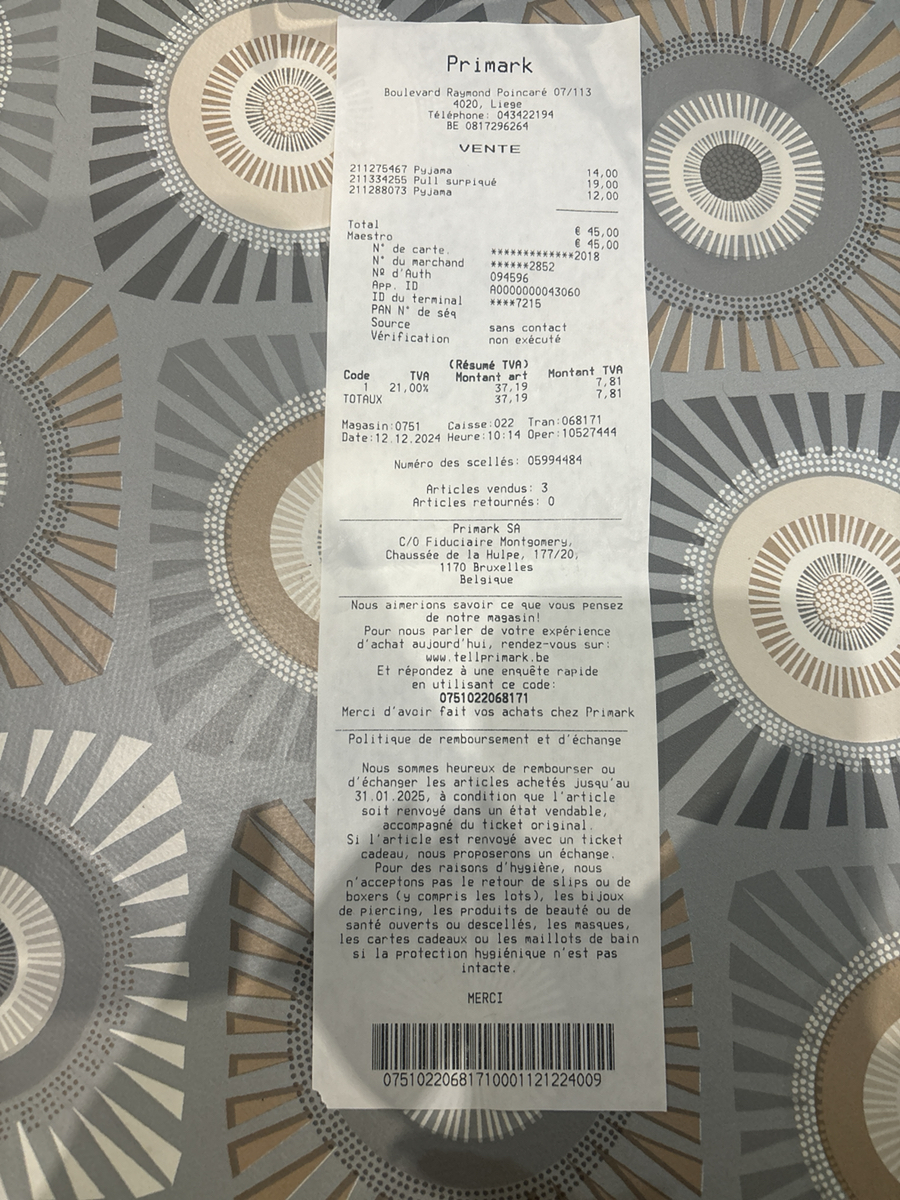 Primark
Boulevard Raymond Poincaré 07/113
4020, Liege
Téléphone: 043422194
BE 0817296264
VENTE
211275467 Pyjama 14,00
211334255 Pull surpiqué 19,00
211288073 Pyjama 12,00
Total € 45,00
Maestro € 45,00
N° de carte. *************2018
N° du marchand ******2852
Nº d'Auth 094596
App. ID A0000000043060
ID du terminal ****7215
PAN N° de séq
Source sans contact
Vérification non exécuté
(Résumé TVA)
Code TVA Montant art Montant TVA
1 21,00% 37,19 7,81
TOTAUX 37,19 7,81
Magasin:0751 Caisse:022 Tran:068171
Date:12.12.2024 Heure:10:14 Oper:10527444
Numéro des scellés: 05994484
Articles vendus: 3
Articles retournés: 0
Primark SA
C/O Fiduciaire Montgomery,
Chaussée de la Hulpe, 177/20,
1170 Bruxelles
Belgique
Nous aimerions savoir ce que vous pensez
de notre magasin!
Pour nous parler de votre expérience
d'achat aujourd'hui, rendez-vous sur:
www.tellprimark.be
Et répondez à une enquête rapide
en utilisant ce code:
0751022068171
Merci d'avoir fait vos achats chez Primark
Politique de remboursement et d'échange
Nous sommes heureux de rembourser ou
d'échanger les articles achetés jusqu'au
31.01.2025, à condition que l'article
soit renvoyé dans un état vendable,
accompagné du ticket original.
Si l'article est renvoyé avec un ticket
cadeau, nous proposerons un échange.
Pour des raisons d'hygiène, nous
n'acceptons pas le retour de slips ou de
boxers (y compris les lots), les bijoux
de piercing, les produits de beauté ou de
santé ouverts ou descellés, les masques,
les cartes cadeaux ou les maillots de bain
si la protection hygiénique n'est pas
intacte.
MERCI
07510220681710001121224009